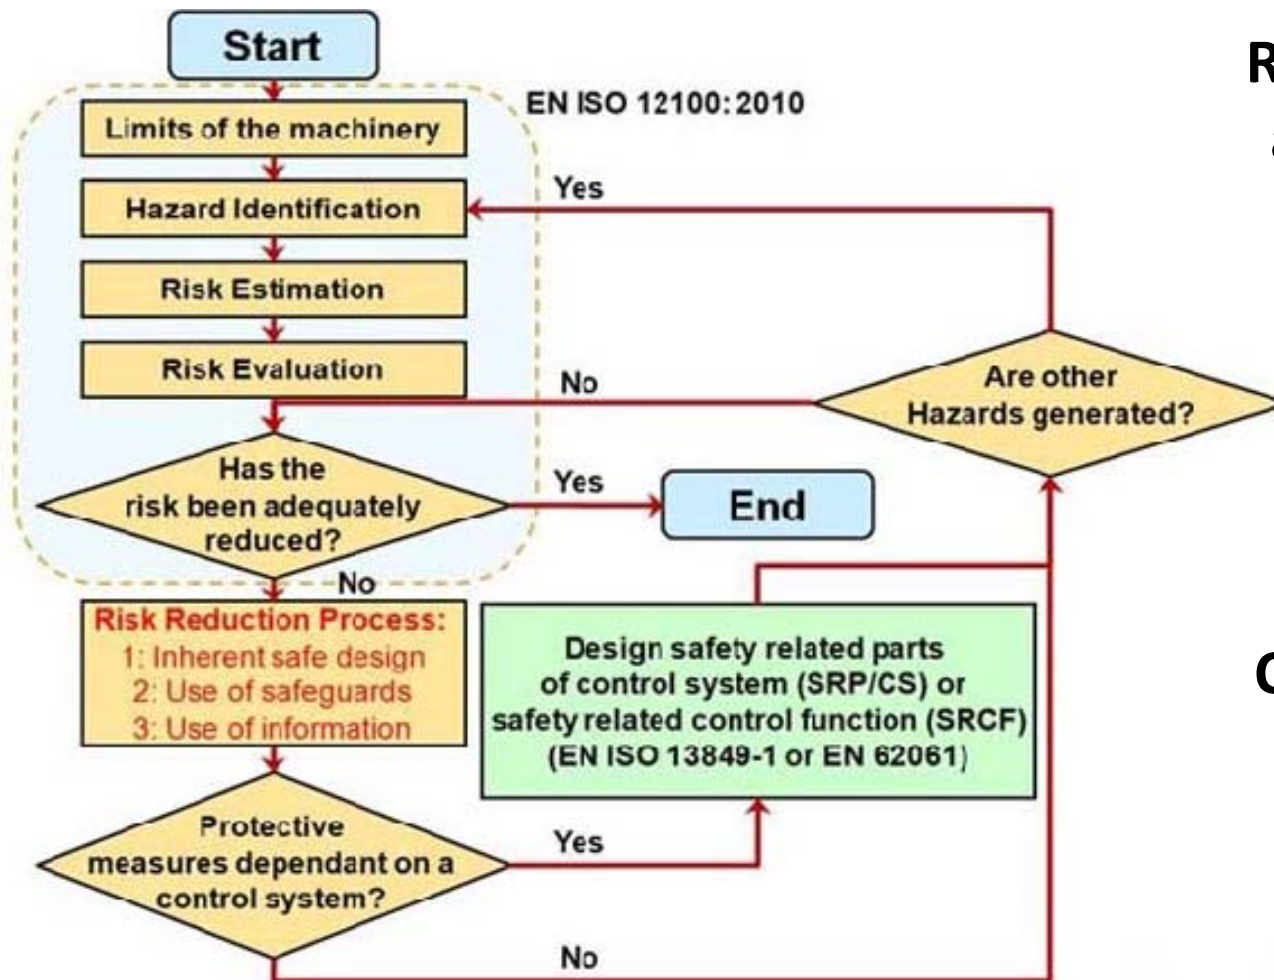 Start
EN ISO 12100:2010
Limits of the machinery
Hazard Identification
Yes
Risk Estimation
Risk Evaluation
No
Are other
Hazards generated?
Has the
risk been adequately
reduced?
Yes
End
No
Risk Reduction Process:
1: Inherent safe design
2: Use of safeguards
3: Use of information
Design safety related parts
of control system (SRP/CS) or
safety related control function (SRCF)
(EN ISO 13849-1 or EN 62061)
Protective
measures dependant on a
control system?
Yes
No